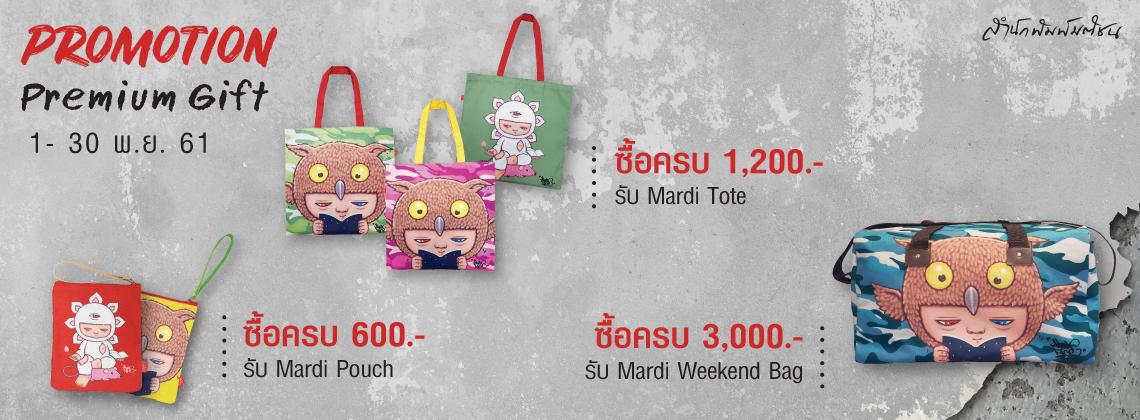 PROMOTION
Premium Gift
1- 30 พ.ย. 61
สำนักพิมพ์มติชน
ซื้อครบ 1,200.-
รับ Mardi Tote
ซื้อครบ 600.-
รับ Mardi Pouch
ซื้อครบ 3,000.-
รับ Mardi Weekend Bag